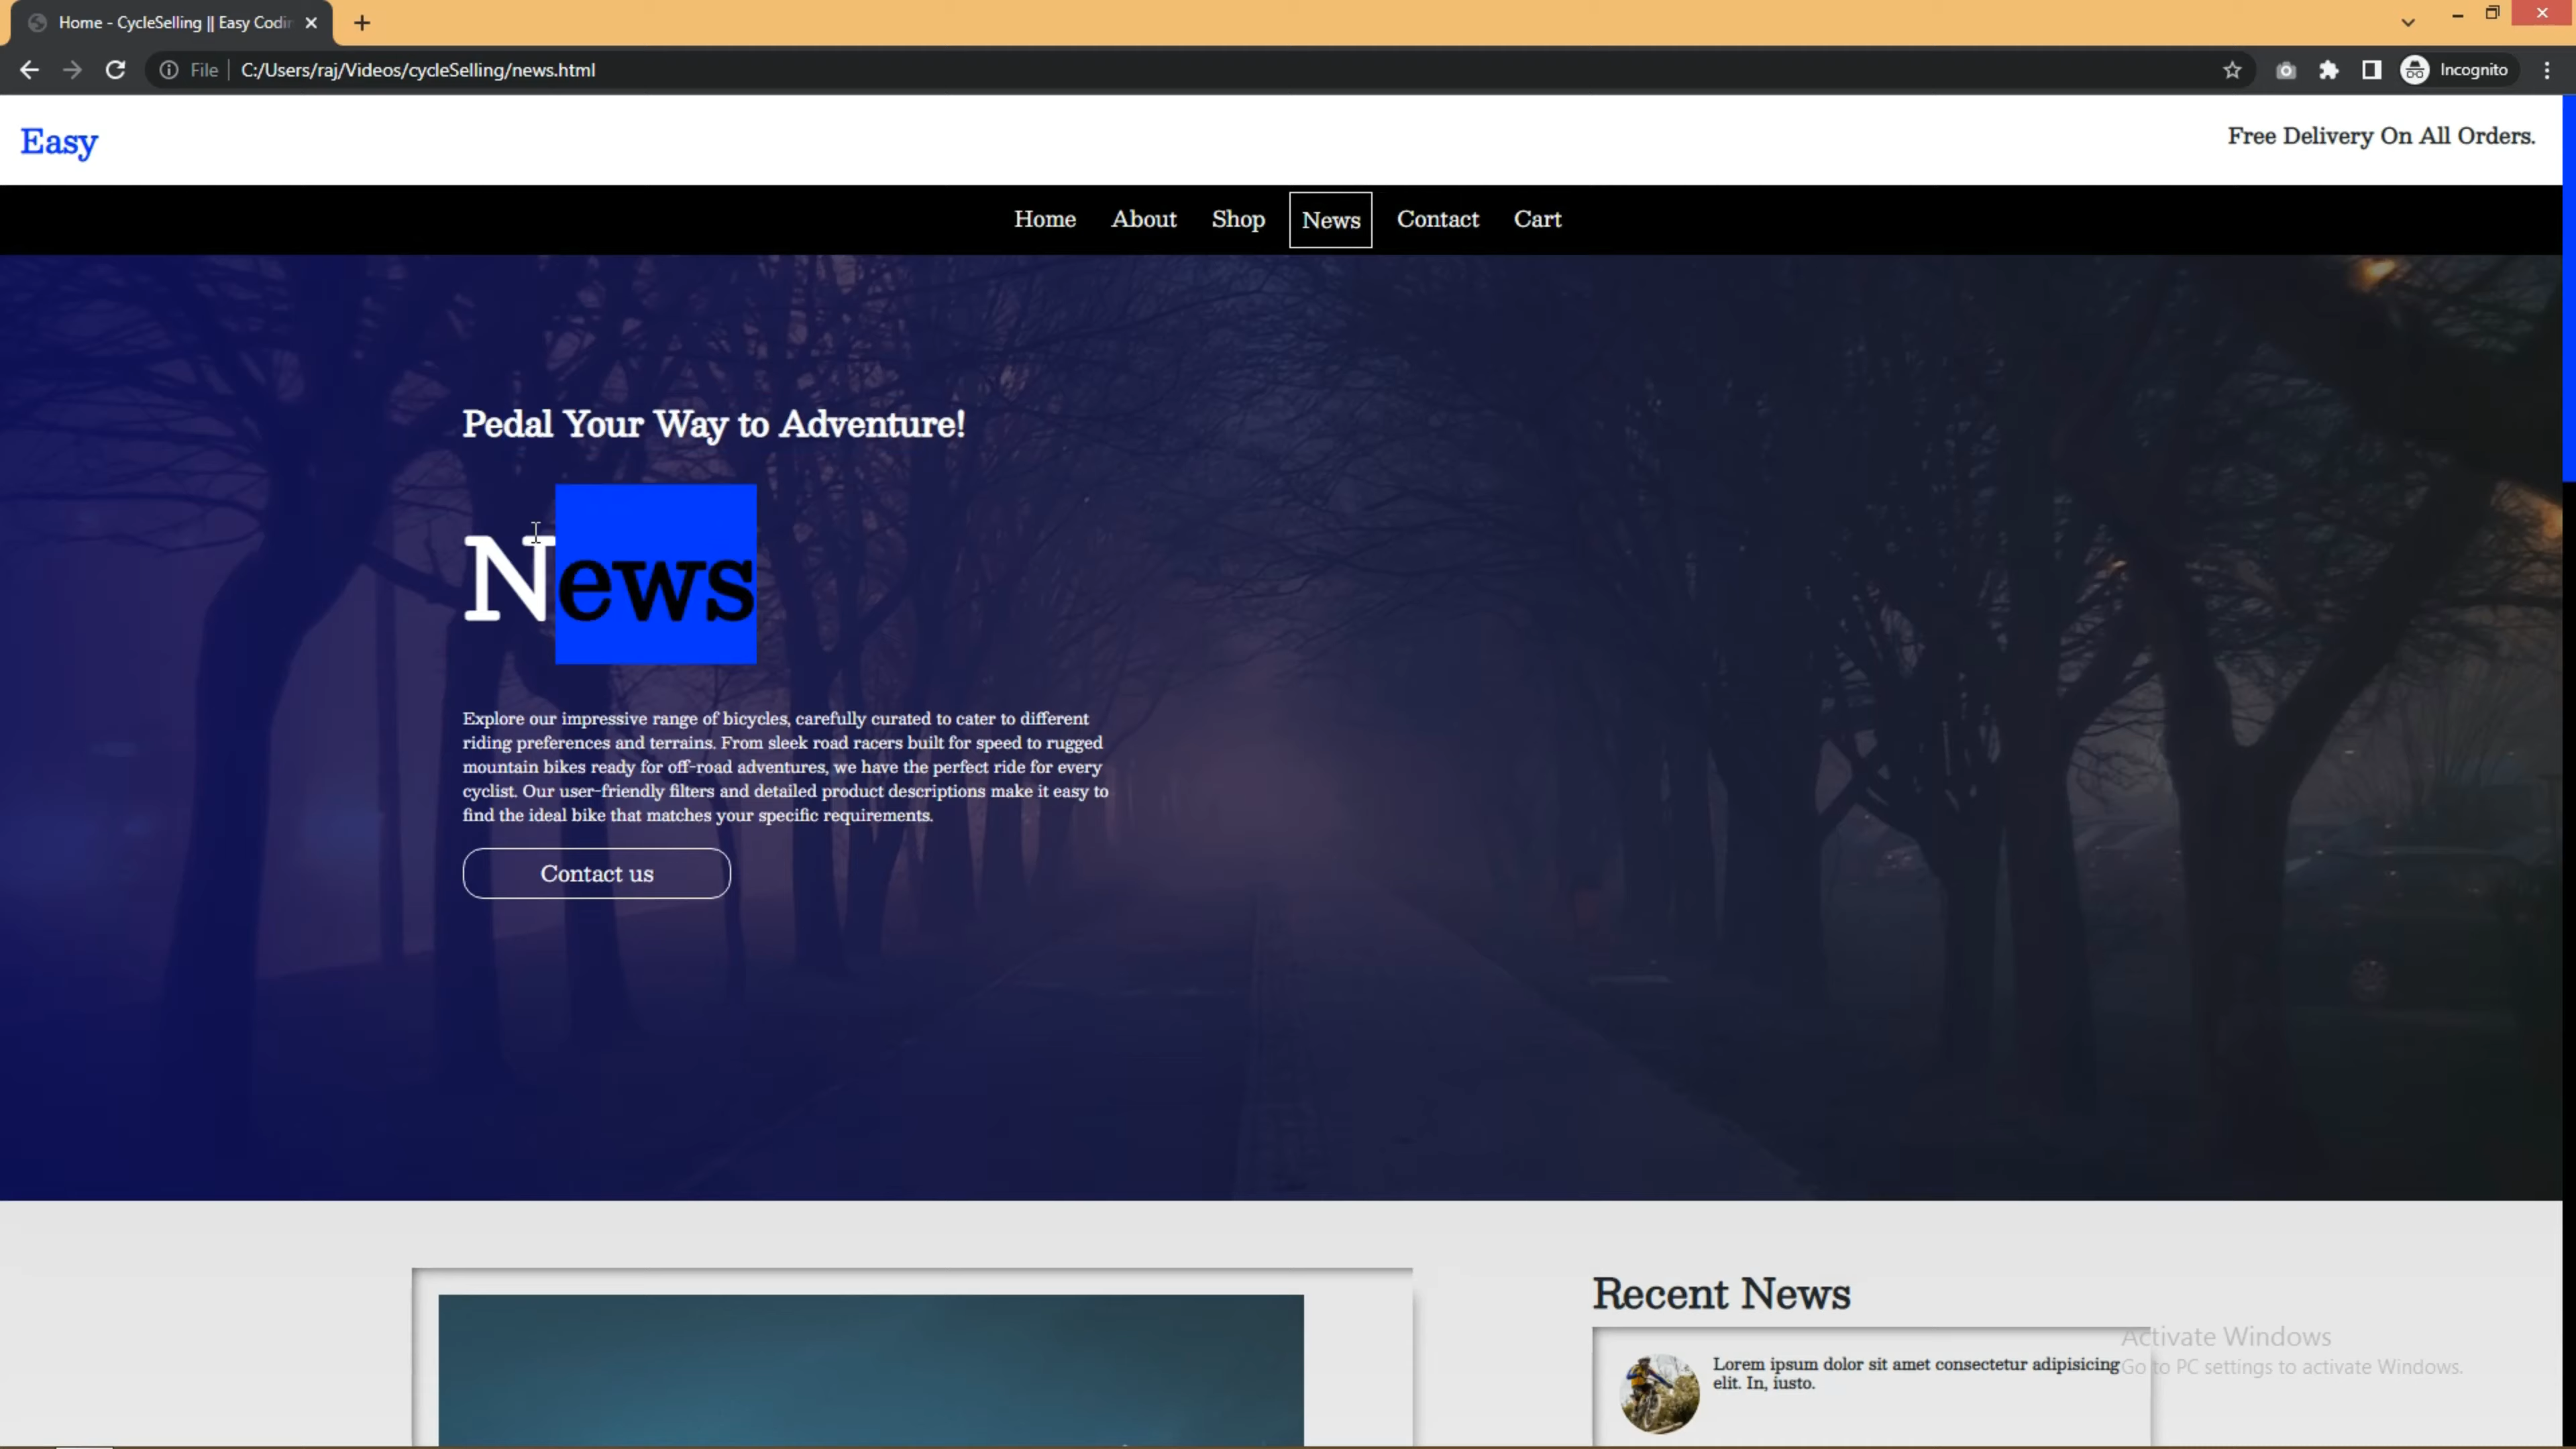 Home - CycleSelling || Easy Codin
File
C:/Users/raj/Videos/cycleSelling/news.html
Incognito
Easy
Free Delivery On All Orders.
Home
About
Shop
News
Contact
Cart
Pedal Your Way to Adventure!
News
Explore our impressive range of bicycles, carefully curated to cater to different
riding preferences and terrains. From sleek road racers built for speed to rugged
mountain bikes ready for off-road adventures, we have the perfect ride for every
cyclist. Our user-friendly filters and detailed product descriptions make it easy to
find the ideal bike that matches your specific requirements.
Contact us
Recent News
Lorem ipsum dolor sit amet consectetur adipisicing
elit. In, iusto.
Activate Windows
Go to PC settings to activate Windows.